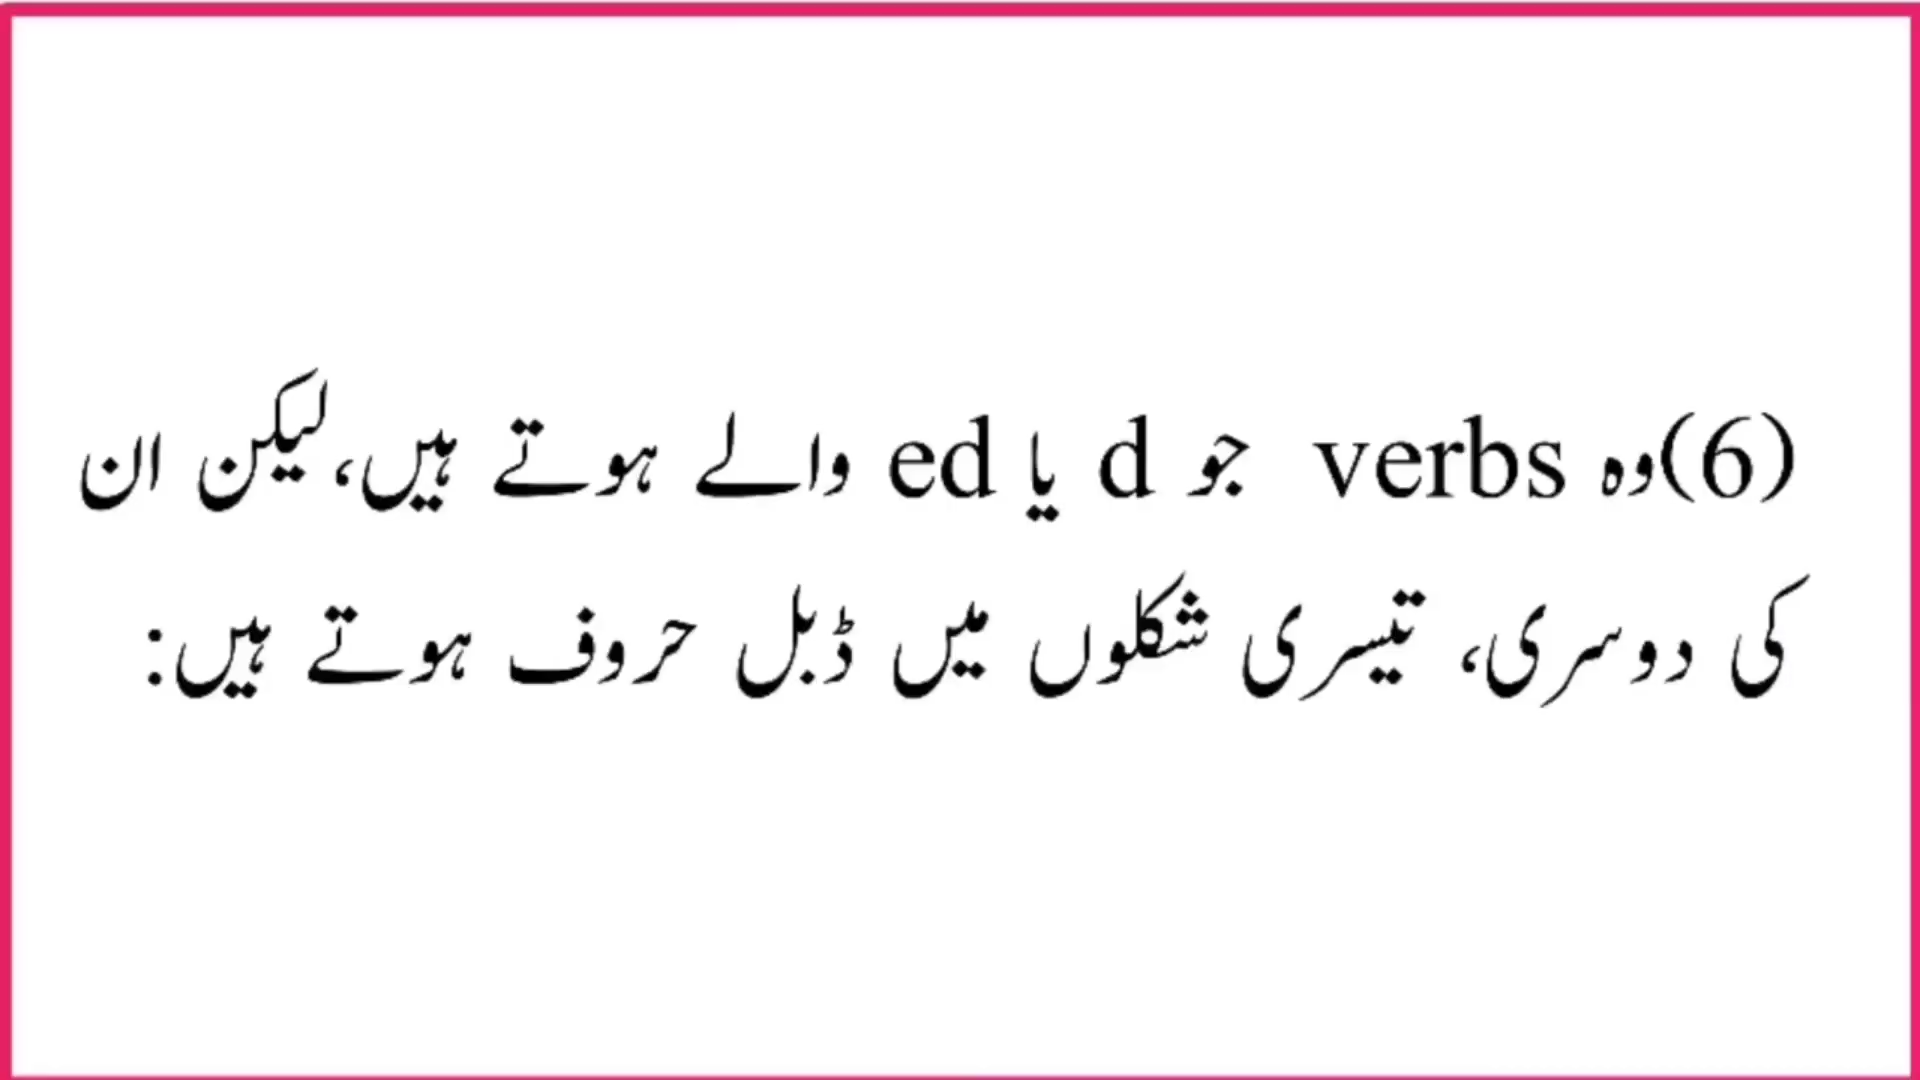 (6)وہ verbs جو d یا ed والے ہوتے ہیں،لیکن ان
کی دوسری، تیسری شکلوں میں ڈبل حروف ہوتے ہیں: